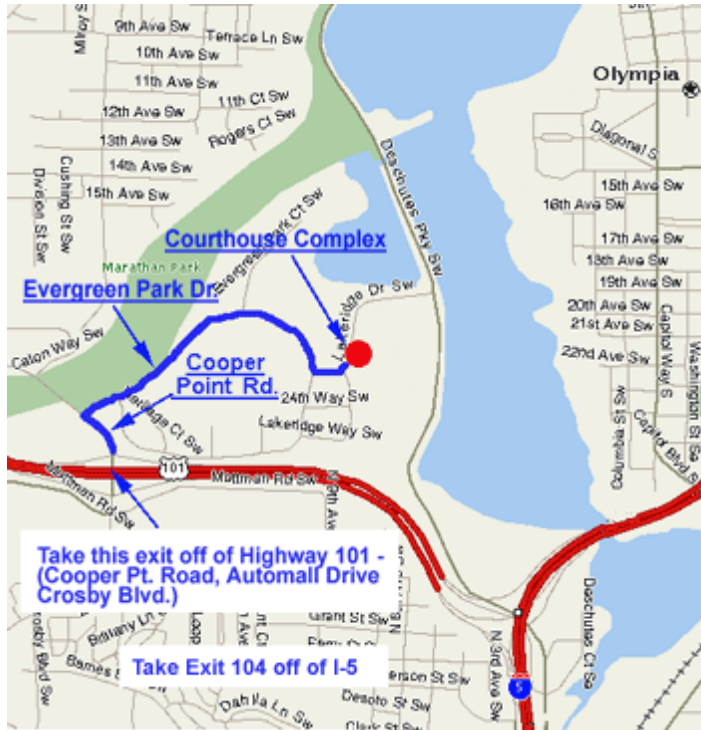 9th Ave Sw
Terrace Ln Sw
10th Ave Sw
11th Ave Sw
11th Ct Sw
12th Ave Sw
Rogers Ct Sw
13th Ave Sw
14th Ave Sw
15th Ave Sw
Cushing St Sw
Division St Sw
Olympia
Diagonal S
15th Ave Sw
16th Ave Sw
17th Ave Sw
18th Ave Sw
19th Ave Sw
20th Ave Sw
21st Ave Sw
22nd Ave Sw
Capitol Way S
Washington St Se
Columbia St Sw
Capitol Blvd S
Deschutes Pky Sw
Evergreen Park Ct Sw
Courthouse Complex
Marathan Park
Evergreen Park Dr.
Lakeridge Dr Sw
Caton Way Sw
Cooper
Point Rd.
24th Way Sw
Lakeridge Way Sw
101
Mottman Rd Sw
Mottman Rd Sw
Take this exit off of Highway 101 -
(Cooper Pt. Road, Automall Drive
Crosby Blvd.)
Grant St Sw
Deschutes Ct Se
N 3rd Ave Sw
Crosby Blvd Sw
Brittany Ln
Loop
Take Exit 104 off of I-5
5
Desoto St Sw
Dahlia Ln Sw
Clark St Sw